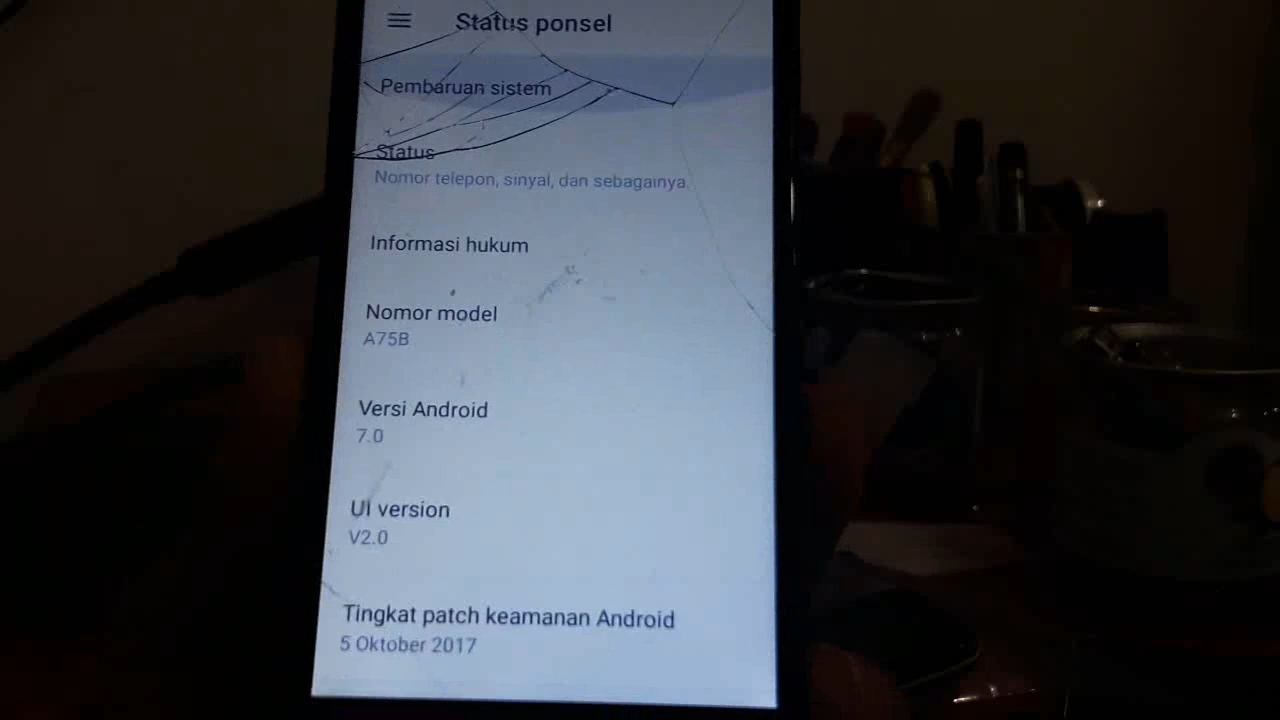 Status ponsel
Pembaruan sistem
Status
Nomor telepon, sinyal, dan sebagainya.
Informasi hukum
Nomor model
A75B
Versi Android
7.0
UI version
V2.0
Tingkat patch keamanan Android
5 Oktober 2017